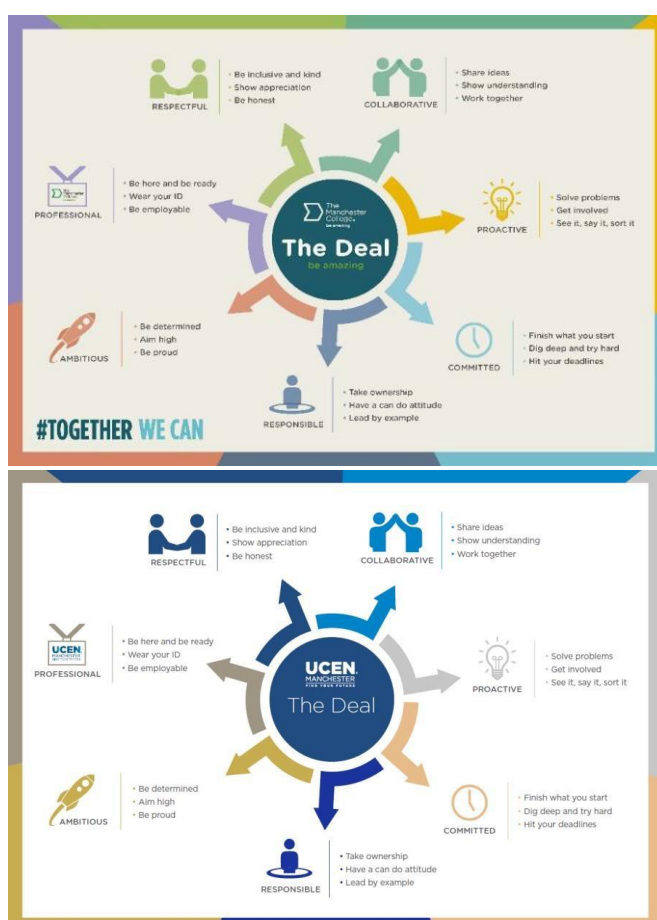 RESPECTFUL
• Be inclusive and kind
• Show appreciation
• Be honest
COLLABORATIVE
• Share ideas
• Show understanding
• Work together
PROFESSIONAL
• Be here and be ready
• Wear your ID
• Be employable
The
Manchester
College.
be amazing
The Deal
be amazing
PROACTIVE
• Solve problems
• Get involved
• See it, say it, sort it
AMBITIOUS
• Be determined
• Aim high
• Be proud
COMMITTED
• Finish what you start
• Dig deep and try hard
• Hit your deadlines
RESPONSIBLE
• Take ownership
• Have a can do attitude
• Lead by example
#TOGETHER WE CAN
RESPECTFUL
• Be inclusive and kind
• Show appreciation
• Be honest
COLLABORATIVE
• Share ideas
• Show understanding
• Work together
UCEN
MANCHESTER
PROFESSIONAL
• Be here and be ready
• Wear your ID
• Be employable
UCEN
MANCHESTER
FIND YOUR FUTURE
The Deal
PROACTIVE
• Solve problems
• Get involved
• See it, say it, sort it
AMBITIOUS
• Be determined
• Aim high
• Be proud
COMMITTED
• Finish what you start
• Dig deep and try hard
• Hit your deadlines
RESPONSIBLE
• Take ownership
• Have a can do attitude
• Lead by example